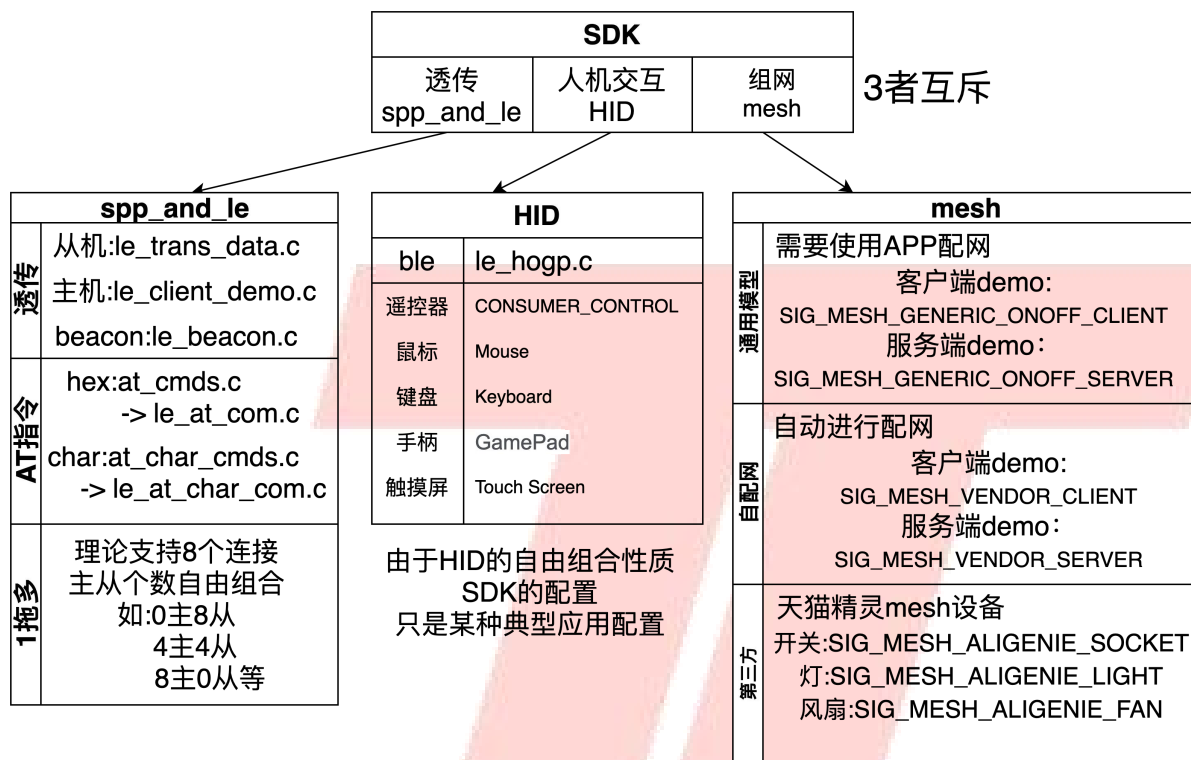 SDK
透传
spp_and_le
人机交互
HID
组网
mesh
3者互斥
spp_and_le
透传
从机:le_trans_data.c
主机:le_client_demo.c
beacon:le_beacon.c
AT指令
hex:at_cmds.c
-> le_at_com.c
char:at_char_cmds.c
-> le_at_char_com.c
1拖多
理论支持8个连接
主从个数自由组合
如:0主8从
4主4从
8主0从等
HID
ble le_hogp.c
遥控器 CONSUMER_CONTROL
鼠标 Mouse
键盘 Keyboard
手柄 GamePad
触摸屏 Touch Screen
由于HID的自由组合性质
SDK的配置
只是某种典型应用配置
mesh
通用模型
需要使用APP配网
客户端demo:
SIG_MESH_GENERIC_ONOFF_CLIENT
服务端demo：
SIG_MESH_GENERIC_ONOFF_SERVER
自配网
自动进行配网
客户端demo:
SIG_MESH_VENDOR_CLIENT
服务端demo：
SIG_MESH_VENDOR_SERVER
第三方
天猫精灵mesh设备
开关:SIG_MESH_ALIGENIE_SOCKET
灯:SIG_MESH_ALIGENIE_LIGHT
风扇:SIG_MESH_ALIGENIE_FAN